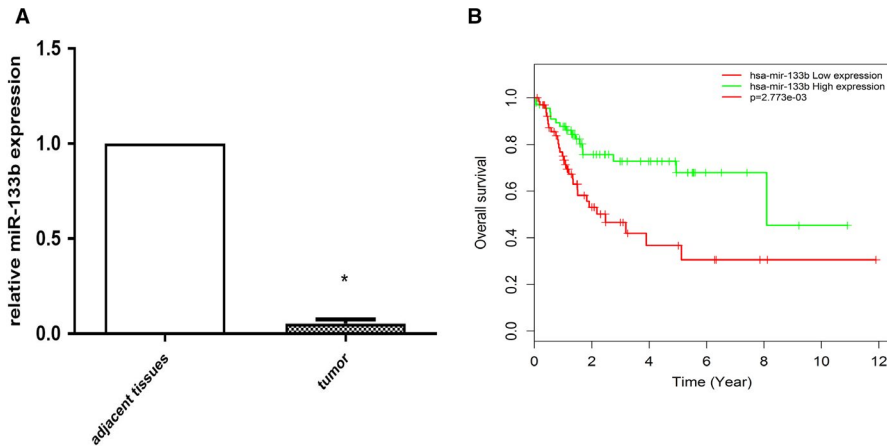 A
relative miR-133b expression
1.5
1.0
0.5
0.0
*
adjacent tissues
tumor
B
hsa-mir-133b Low expression
hsa-mir-133b High expression
p=2.773e-03
Overall survival
1.0
0.8
0.6
0.4
0.2
0.0
0 2 4 6 8 10 12
Time (Year)